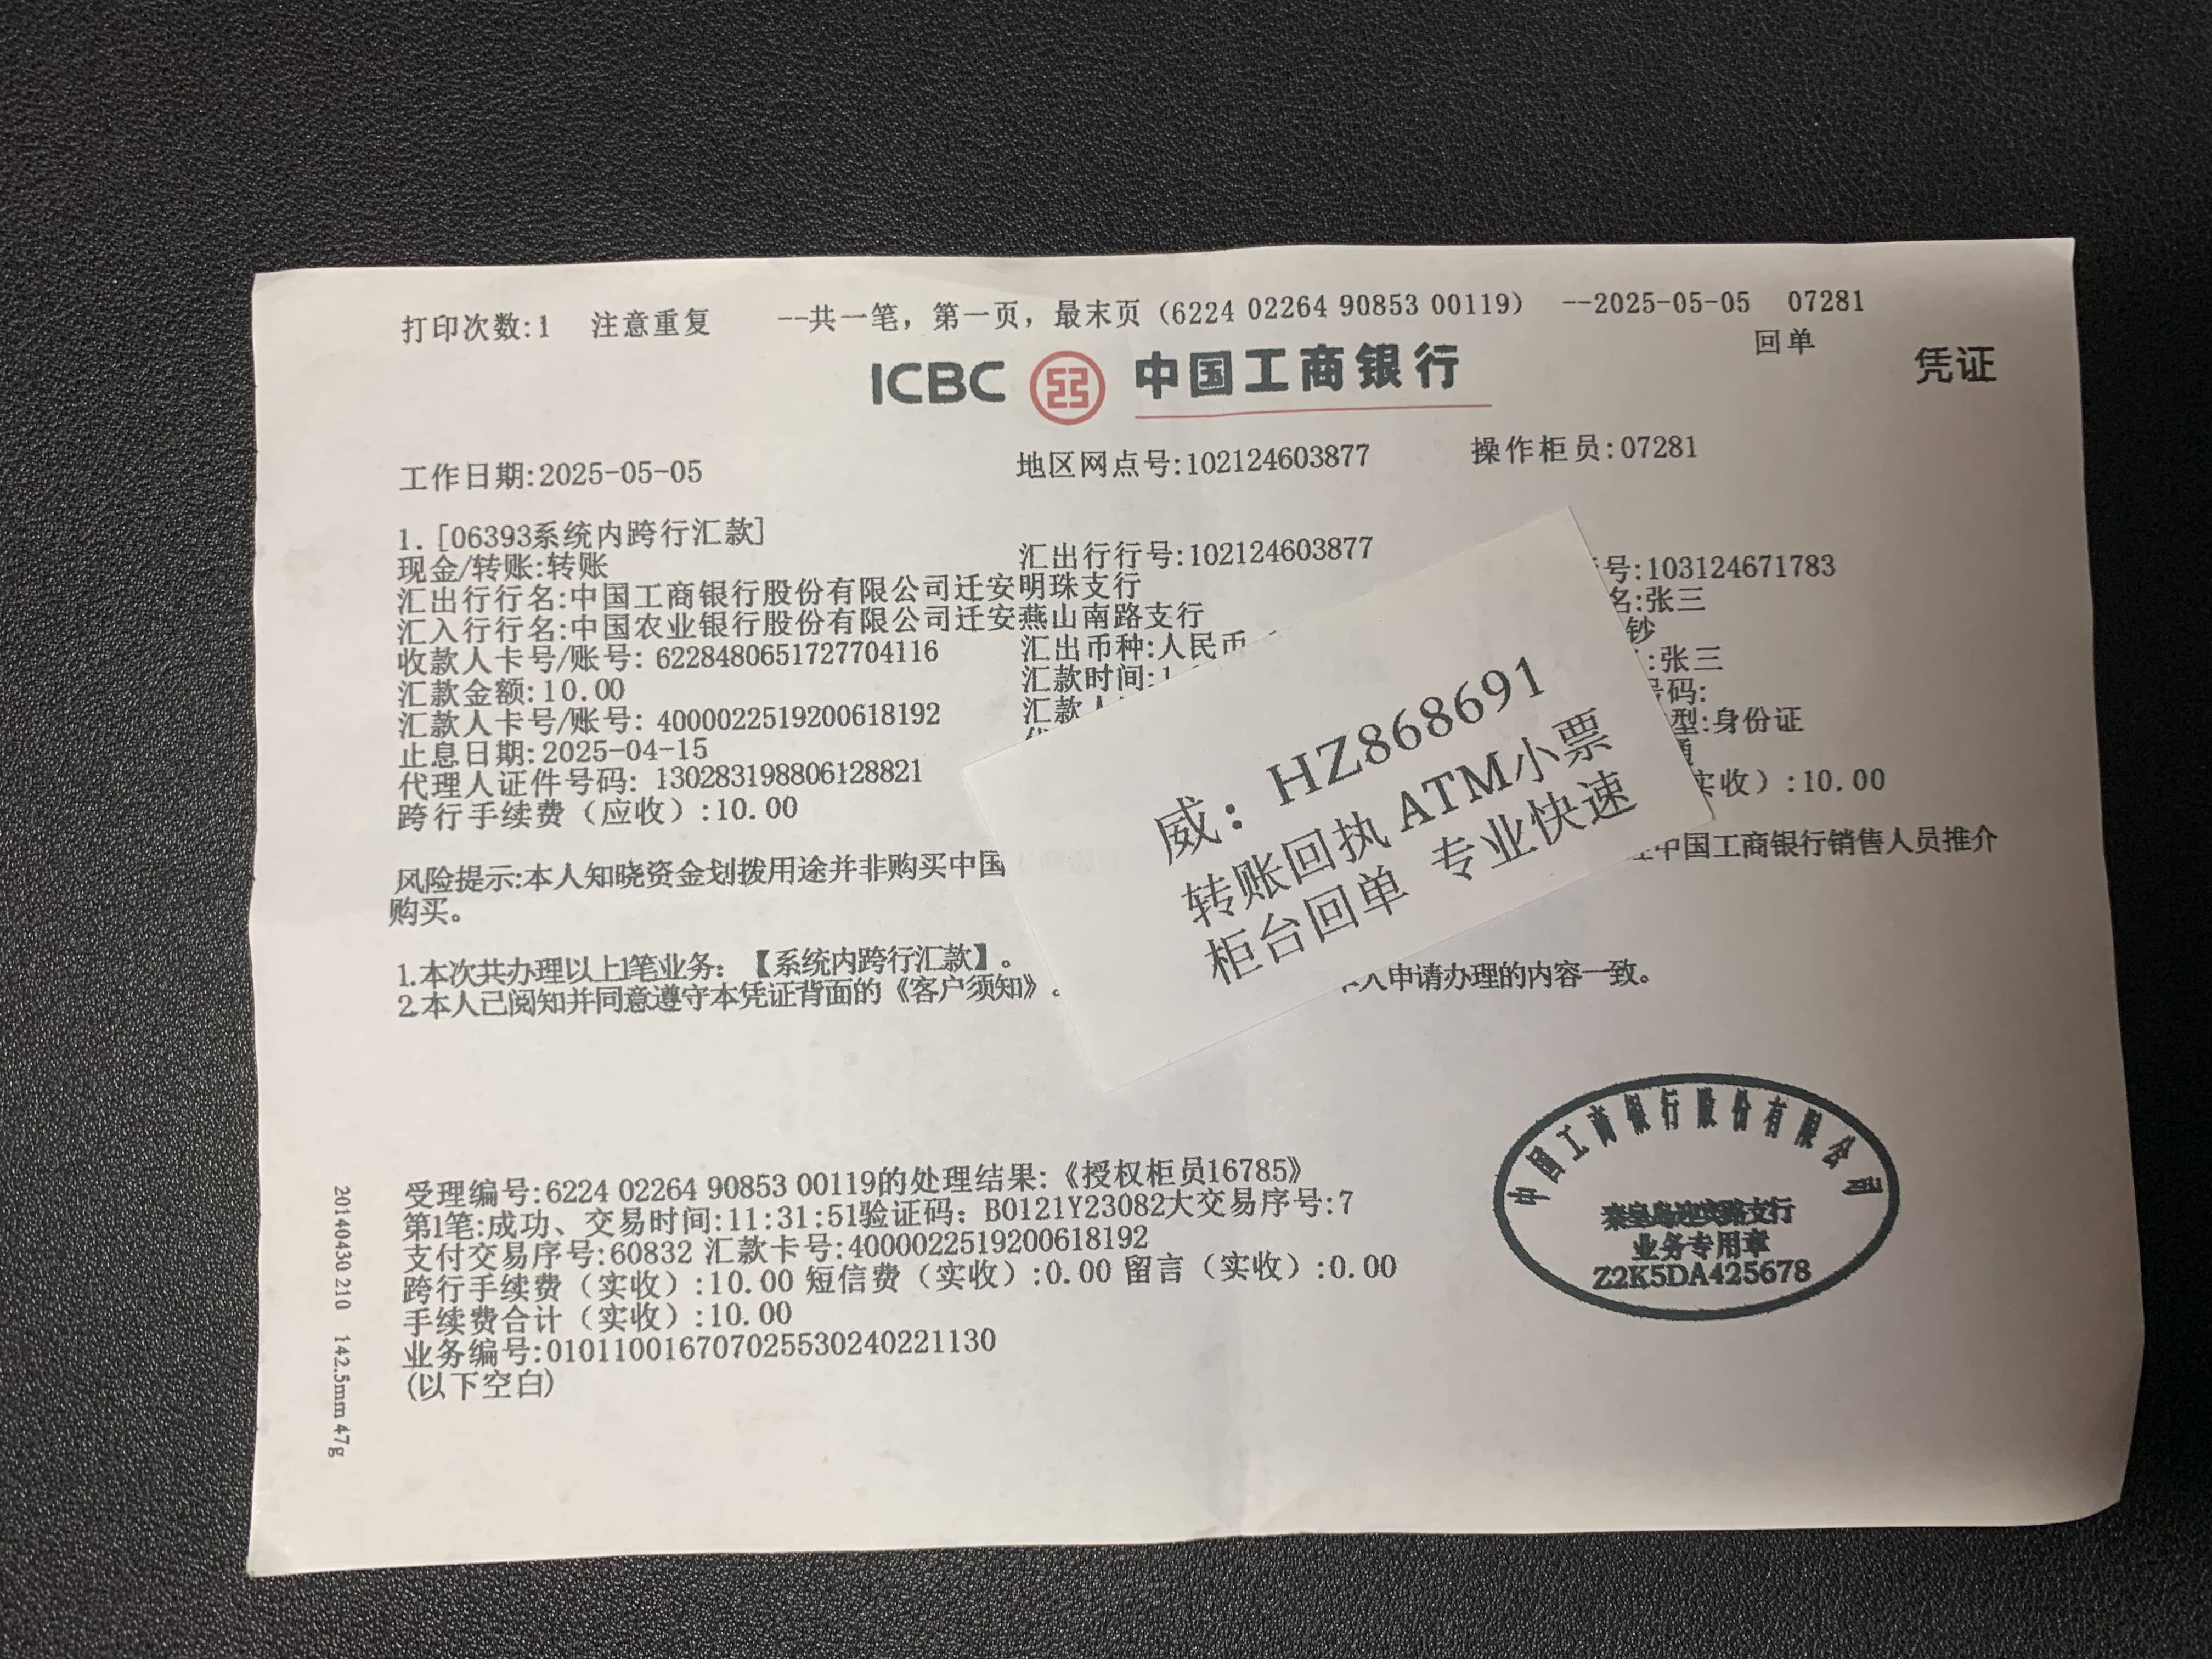 打印次数:1 注意重复 --共一笔，第一页，最末页（6224 02264 90853 00119） --2025-05-05 07281
回单
ICBC 中国工商银行 凭证
工作日期:2025-05-05 地区网点号:102124603877 操作柜员:07281
1. [06393系统内跨行汇款]
现金/转账:转账 汇出行行号:102124603877 号:103124671783
汇出行行名:中国工商银行股份有限公司迁安明珠支行 名:张三
汇入行行名:中国农业银行股份有限公司迁安燕山南路支行 钞
收款人卡号/账号: 6228480651727704116 汇出币种:人民币 :张三
汇款金额:10.00 汇款时间:1 号码:
汇款人卡号/账号: 4000022519200618192 汇款人 型:身份证
止息日期:2025-04-15
代理人证件号码: 130283198806128821 实收）:10.00
跨行手续费（应收）:10.00
风险提示:本人知晓资金划拨用途并非购买中国 中国工商银行销售人员推介
购买。
1.本次共办理以上1笔业务: 【系统内跨行汇款】。
2.本人已阅知并同意遵守本凭证背面的《客户须知》。 人申请办理的内容一致。
威: HZ868691
转账回执 ATM小票
柜台回单 专业快速
受理编号:6224 02264 90853 00119的处理结果:《授权柜员16785》
第1笔:成功、交易时间:11:31:51验证码: B0121Y23082大交易序号:7
支付交易序号:60832 汇款卡号:4000022519200618192
跨行手续费（实收）:10.00 短信费（实收）:0.00 留言（实收）:0.00
手续费合计（实收）:10.00
业务编号:01011001670702553024022​1130
(以下空白)
中国工商银行股份有限公司
秦皇岛迎宾路支行
业务专用章
Z2K5DA425678
20140430 210 142.5mm 47g